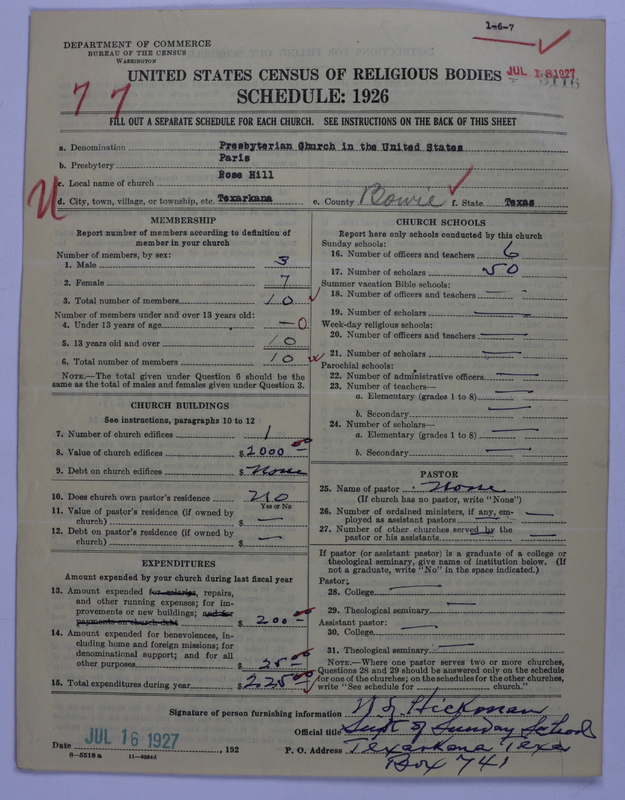 1-6-7
DEPARTMENT OF COMMERCE
BUREAU OF THE CENSUS
WASHINGTON
UNITED STATES CENSUS OF RELIGIOUS BODIES
JUL 18 1927
SCHEDULE: 1926
77
FILL OUT A SEPARATE SCHEDULE FOR EACH CHURCH. SEE INSTRUCTIONS ON THE BACK OF THIS SHEET
a. Denomination Presbyterian Church in the United States
b. Presbytery Paris
c. Local name of church Rose Hill
d. City, town, village, or township, etc. Texarkana e. County Bowie f. State Texas
MEMBERSHIP
Report number of members according to definition of
member in your church
Number of members, by sex:
1. Male 3
2. Female 7
3. Total number of members 10
Number of members under and over 13 years old:
4. Under 13 years of age — 0
5. 13 years old and over 10
6. Total number of members 10
NOTE.—The total given under Question 6 should be the
same as the total of males and females given under Question 3.
CHURCH BUILDINGS
See instructions, paragraphs 10 to 12
7. Number of church edifices 1
8. Value of church edifices $ 2000 00
9. Debt on church edifices $ None
10. Does church own pastor's residence No
Yes or No
11. Value of pastor's residence (if owned by
church) $ —
12. Debt on pastor's residence (if owned by
church) $ —
EXPENDITURES
Amount expended by your church during last fiscal year
13. Amount expended for salaries, repairs,
and other running expenses; for im-
provements or new buildings; and for
payments on church debt $ 200 00
14. Amount expended for benevolences, in-
cluding home and foreign missions; for
denominational support; and for all
other purposes $ 25 00
15. Total expenditures during year $ 225 00
CHURCH SCHOOLS
Report here only schools conducted by this church
Sunday schools:
16. Number of officers and teachers 6
17. Number of scholars 50
Summer vacation Bible schools:
18. Number of officers and teachers —
19. Number of scholars —
Week-day religious schools:
20. Number of officers and teachers —
21. Number of scholars —
Parochial schools:
22. Number of administrative officers —
23. Number of teachers—
a. Elementary (grades 1 to 8) —
b. Secondary —
24. Number of scholars—
a. Elementary (grades 1 to 8) —
b. Secondary —
PASTOR
25. Name of pastor None
(If church has no pastor, write "None")
26. Number of ordained ministers, if any, em-
ployed as assistant pastors —
27. Number of other churches served by the
pastor or his assistants —
If pastor (or assistant pastor) is a graduate of a college or
theological seminary, give name of institution below. (If
not a graduate, write "No" in the space indicated.)
Pastor:
28. College —
29. Theological seminary —
Assistant pastor:
30. College —
31. Theological seminary —
NOTE.—Where one pastor serves two or more churches,
Questions 28 and 29 should be answered only on the schedule
for one of the churches; on the schedules for the other churches,
write "See schedule for church."
Signature of person furnishing information Hickman
Official title Supt of Sunday School
Date JUL 16 1927 , 192 P. O. Address Texarkana Texas
8-5518 a Box 741